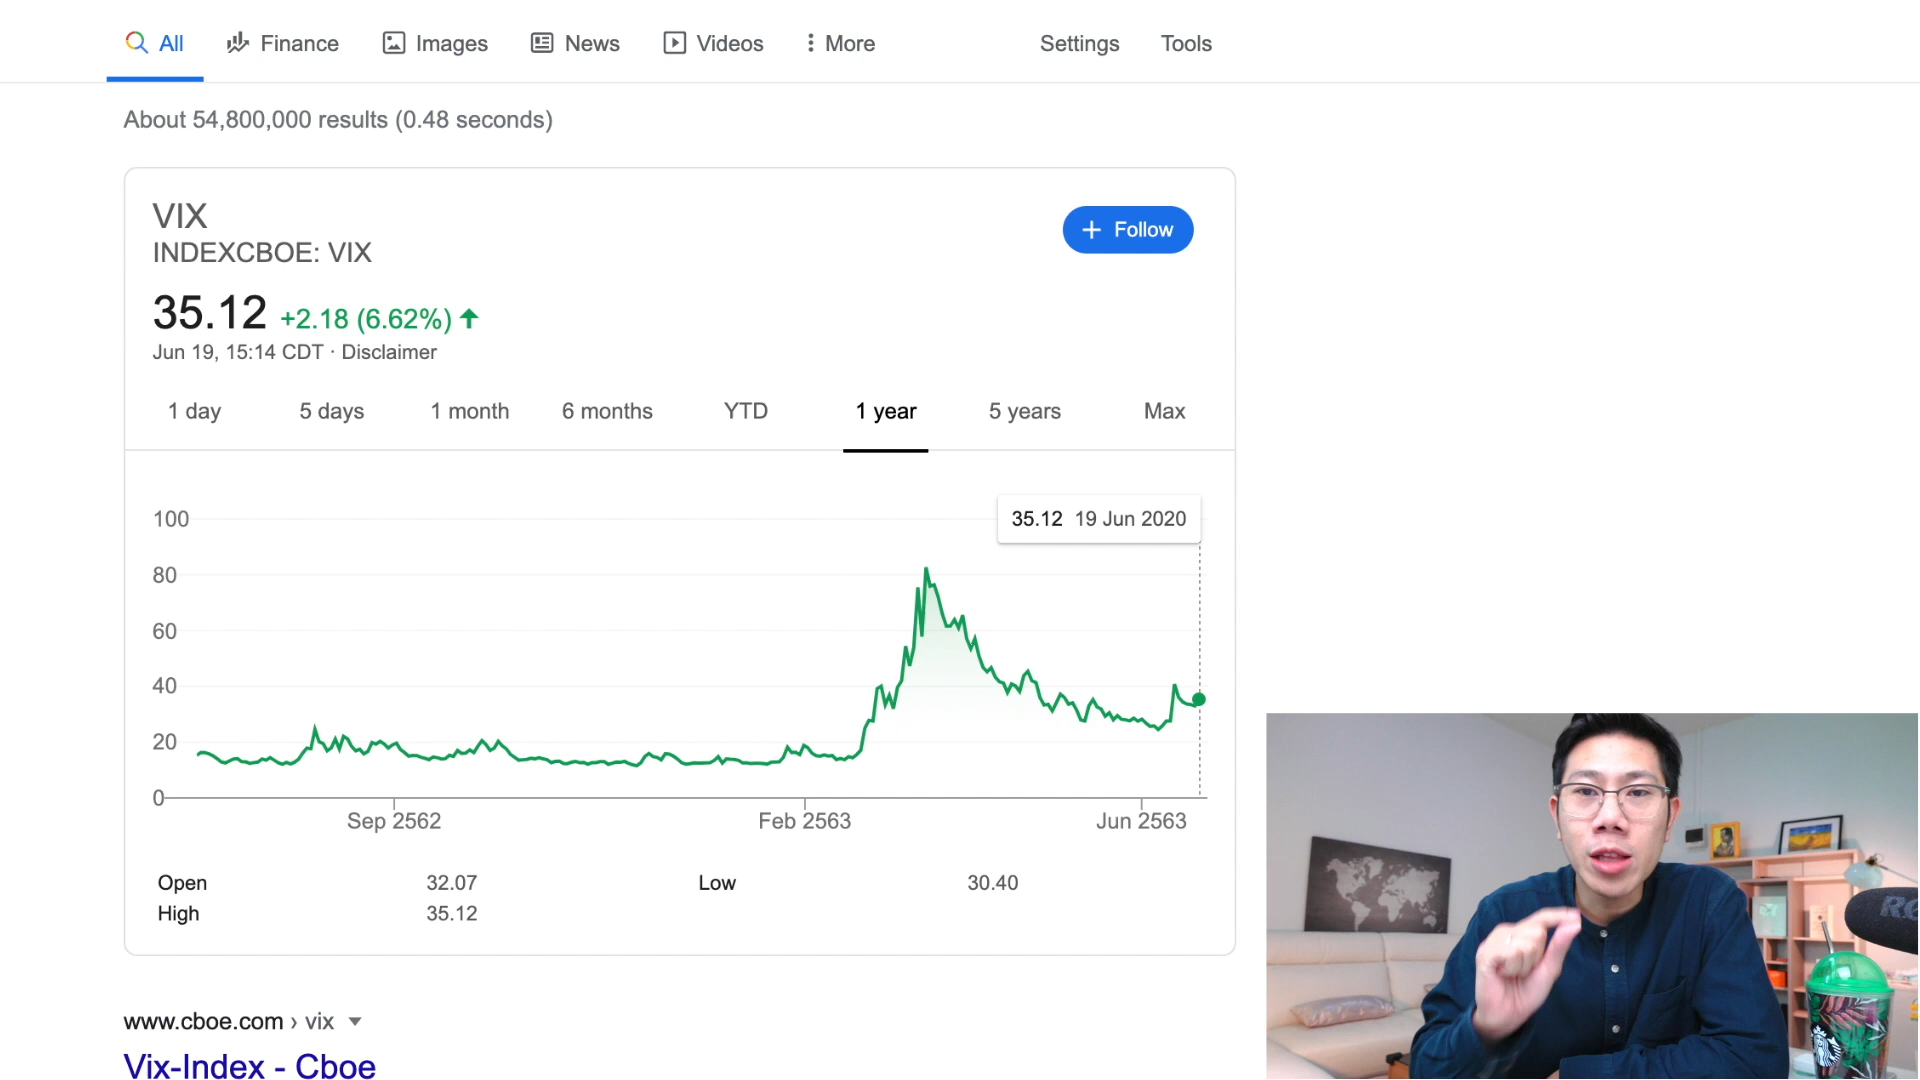 All Finance Images News Videos More Settings Tools
About 54,800,000 results (0.48 seconds)
VIX
INDEXCBOE: VIX
+ Follow
35.12 +2.18 (6.62%)
Jun 19, 15:14 CDT · Disclaimer
1 day 5 days 1 month 6 months YTD 1 year 5 years Max
35.12 19 Jun 2020
100
80
60
40
20
0
Sep 2562 Feb 2563 Jun 2563
Open 32.07 Low 30.40
High 35.12
www.cboe.com › vix
Vix-Index - Cboe